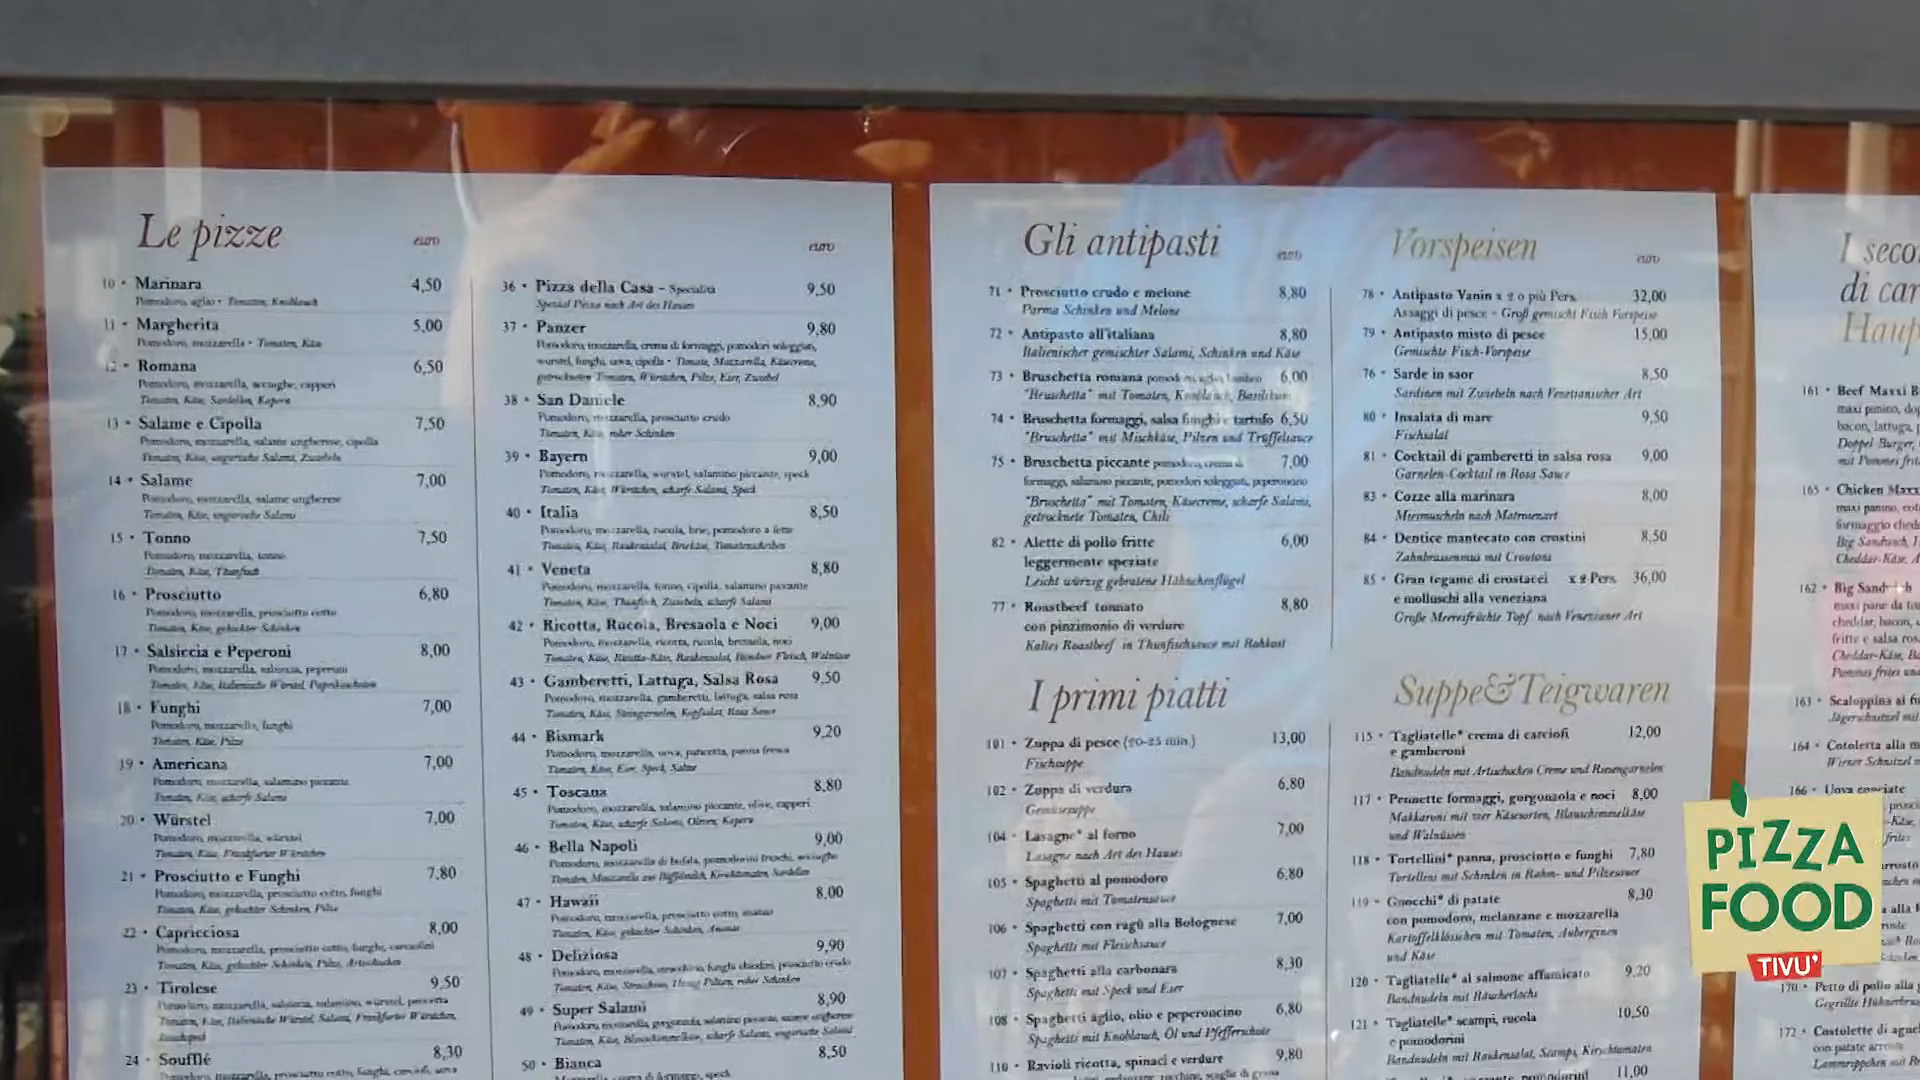 Le pizze
euro
10 • Marinara 4,50
Pomodoro, aglio • Tomaten, Knoblauch
11 • Margherita 5,00
Pomodoro, mozzarella • Tomaten, Käse
12 • Romana 6,50
Pomodoro, mozzarella, acciughe, capperi
Tomaten, Käse, Sardellen, Kapern
13 • Salame e Cipolla 7,50
Pomodoro, mozzarella, salame ungherese, cipolla
Tomaten, Käse, ungarische Salami, Zwiebeln
14 • Salame 7,00
Pomodoro, mozzarella, salame ungherese
Tomaten, Käse, ungarische Salami
15 • Tonno 7,50
Pomodoro, mozzarella, tonno
Tomaten, Käse, Thunfisch
16 • Prosciutto 6,80
Pomodoro, mozzarella, prosciutto cotto
Tomaten, Käse, gekochter Schinken
17 • Salsiccia e Peperoni 8,00
Pomodoro, mozzarella, salsiccia, peperoni
Tomaten, Käse, Italienische Würstel, Paprikaschoten
18 • Funghi 7,00
Pomodoro, mozzarella, funghi
Tomaten, Käse, Pilze
19 • Americana 7,00
Pomodoro, mozzarella, salamino piccante
Tomaten, Käse, scharfe Salami
20 • Würstel 7,00
Pomodoro, mozzarella, würstel
Tomaten, Käse, Frankfurter Würstchen
21 • Prosciutto e Funghi 7,80
Pomodoro, mozzarella, prosciutto cotto, funghi
Tomaten, Käse, gekochter Schinken, Pilze
22 • Capricciosa 8,00
Pomodoro, mozzarella, prosciutto cotto, funghi, carciofini
Tomaten, Käse, gekochter Schinken, Pilze, Artischocken
23 • Tirolese 9,50
Pomodoro, mozzarella, salsiccia, salamino, würstel, pancetta
Tomaten, Käse, Italienische Würstel, Salami, Frankfurter Würstchen,
24 • Soufflé 8,30
euro
36 • Pizza della Casa - Specialità 9,50
Spezial Pizza nach Art des Hauses
37 • Panzer 9,80
Pomodoro, mozzarella, crema di formaggi, pomodori soleggiati,
wurstel, funghi, uova, cipolla • Tomate, Mozzarella, Käsecreme,
getrockneten Tomaten, Würstchen, Pilze, Eier, Zwiebel
38 • San Daniele 8,90
Pomodoro, mozzarella, prosciutto crudo
Tomaten, Käse, roher Schinken
39 • Bayern 9,00
Pomodoro, mozzarella, wurstel, salamino piccante, speck
Tomaten, Käse, Würstchen, scharfe Salami, Speck
40 • Italia 8,50
Pomodoro, mozzarella, rucola, brie, pomodoro a fette
Tomaten, Käse, Raukesalat, Briekäse, Tomatenscheiben
41 • Veneta 8,80
Pomodoro, mozzarella, tonno, cipolla, salamino piccante
Tomaten, Käse, Thunfisch, Zwiebeln, scharfe Salami
42 • Ricotta, Rucola, Bresaola e Noci 9,00
Pomodoro, mozzarella, ricotta, rucola, bresaola, noci
Tomaten, Käse, Ricotta-Käse, Raukesalat, Bündner Fleisch, Walnüsse
43 • Gamberetti, Lattuga, Salsa Rosa 9,50
Pomodoro, mozzarella, gamberetti, lattuga, salsa rosa
Tomaten, Käse, Steingarnelen, Kopfsalat, Rosa Sauce
44 • Bismark 9,20
Pomodoro, mozzarella, uova, pancetta, panna fresca
Tomaten, Käse, Eier, Speck, Sahne
45 • Toscana 8,80
Pomodoro, mozzarella, salamino piccante, olive, capperi
Tomaten, Käse, scharfe Salami, Oliven, Kapern
46 • Bella Napoli 9,00
Pomodoro, mozzarella di bufala, pomodorini freschi, acciughe
Tomaten, Mozzarella aus Büffelmilch, Kirschtomaten, Sardellen
47 • Hawaii 8,00
Pomodoro, mozzarella, prosciutto cotto, ananas
Tomaten, Käse, gekochter Schinken, Ananas
48 • Deliziosa 9,90
Pomodoro, mozzarella, stracchino, funghi chiodini, prosciutto crudo
Tomaten, Käse, Stracchino, Pilzen, roher Schinken
49 • Super Salami 8,90
Pomodoro, mozzarella, gorgonzola, salamino piccante, salame ungherese
Tomaten, Käse, Blauschimmelkäse, scharfe Salami, ungarische Salami
50 • Bianca 8,50
Mozzarella, crema di formaggi, speck
Gli antipasti
euro
71 • Prosciutto crudo e melone 8,80
Parma Schinken und Melone
72 • Antipasto all'italiana 8,80
Italienischer gemischter Salami, Schinken und Käse
73 • Bruschetta romana pomodoro, aglio, basilico 6,00
"Bruschetta" mit Tomaten, Knoblauch, Basilikum
74 • Bruschetta formaggi, salsa funghi e tartufo 6,50
"Bruschetta" mit Mischkäse, Pilzen und Trüffelsauce
75 • Bruschetta piccante pomodoro, crema di 7,00
formaggi, salamino piccante, pomodori soleggiati, peperoncino
"Bruschetta" mit Tomaten, Käsecreme, scharfe Salami,
getrocknete Tomaten, Chili
82 • Alette di pollo fritte 6,00
leggermente speziate
Leicht würzig gebratene Hähnchenflügel
77 • Roastbeef tonnato 8,80
con pinzimonio di verdure
Kaltes Roastbeef in Thunfischsauce mit Rohkost
Vorspeisen
euro
78 • Antipasto Vanin x 2 o più Pers. 32,00
Assaggi di pesce - Groß gemischt Fisch Vorspeise
79 • Antipasto misto di pesce 15,00
Gemischte Fisch-Vorspeise
76 • Sarde in saor 8,50
Sardinen mit Zwiebeln nach Venetianischer Art
80 • Insalata di mare 9,50
Fischsalat
81 • Cocktail di gamberetti in salsa rosa 9,00
Garnelen-Cocktail in Rosa Sauce
83 • Cozze alla marinara 8,00
Miesmuscheln nach Matrosenart
84 • Dentice mantecato con crostini 8,50
Zahnbrassenmus mit Croutons
85 • Gran tegame di crostacei x 2 Pers. 36,00
e molluschi alla veneziana
Große Meeresfrüchte Topf nach Venezianer Art
I primi piatti
101 • Zuppa di pesce (20-25 min.) 13,00
Fischsuppe
102 • Zuppa di verdura 6,80
Gemüsesuppe
104 • Lasagne* al forno 7,00
Lasagne nach Art des Hauses
105 • Spaghetti al pomodoro 6,80
Spaghetti mit Tomatensauce
106 • Spaghetti con ragù alla Bolognese 7,00
Spaghetti mit Fleischsauce
107 • Spaghetti alla carbonara 8,30
Spaghetti mit Speck und Eier
108 • Spaghetti aglio, olio e peperoncino 6,80
Spaghetti mit Knoblauch, Öl und Pfefferschote
110 • Ravioli ricotta, spinaci e verdure 9,80
Suppe&Teigwaren
115 • Tagliatelle* crema di carciofi 12,00
e gamberoni
Bandnudeln mit Artischocken Creme und Riesengarnelen
117 • Pennette formaggi, gorgonzola e noci 8,00
Makkaroni mit vier Käsesorten, Blauschimmelkäse
und Walnüssen
118 • Tortellini* panna, prosciutto e funghi 7,80
Tortellini mit Schinken in Rahm- und Pilzesauce
119 • Gnocchi* di patate 8,30
con pomodoro, melanzane e mozzarella
Kartoffelklösschen mit Tomaten, Auberginen
und Käse
120 • Tagliatelle* al salmone affumicato 9,20
Bandnudeln mit Räucherlachs
121 • Tagliatelle* scampi, rucola 10,50
e pomodorini
Bandnudeln mit Raukesalat, Scampi, Kirschtomaten
11,00
I seco
di car
Haup
161 • Beef Maxxi B
maxi panino, dop
bacon, lattuga, p
Doppel Burger,
mit Pommes frit
165 • Chicken Maxx
maxi panino, cot
formaggio ched
Big Sandwich, H
Cheddar-Käse, A
162 • Big Sandwich
maxi pane da to
cheddar, bacon, u
fritte e salsa ros
Cheddar-Käse, Ba
Pommes frites un
163 • Scaloppina ai fu
Jägerschnitzel mit
164 • Cotoletta alla m
Wiener Schnitzel m
166 •
170 • Petto di pollo alla g
Gegrillte Hühnerbrus
172 • Costolette di agne
con patate arrosto
Lammrippchen mit
PIZZA
FOOD
TIVU'